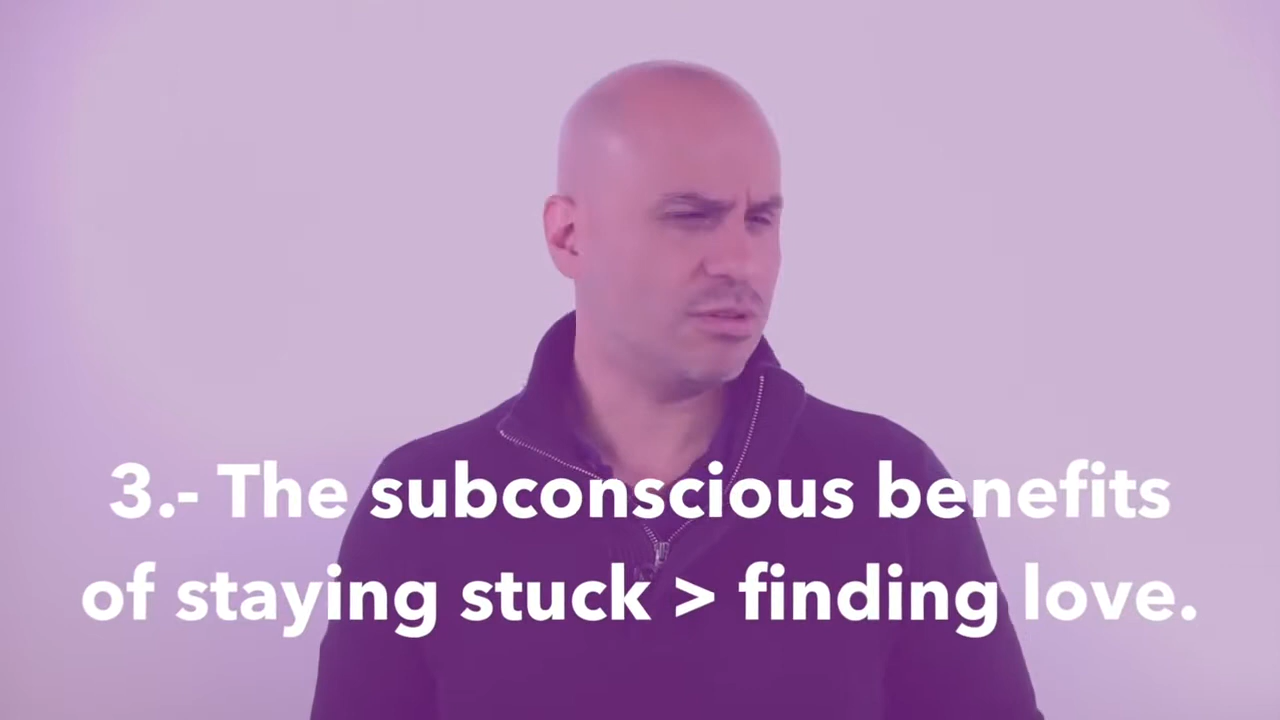 3.- The subconscious benefits
of staying stuck > finding love.